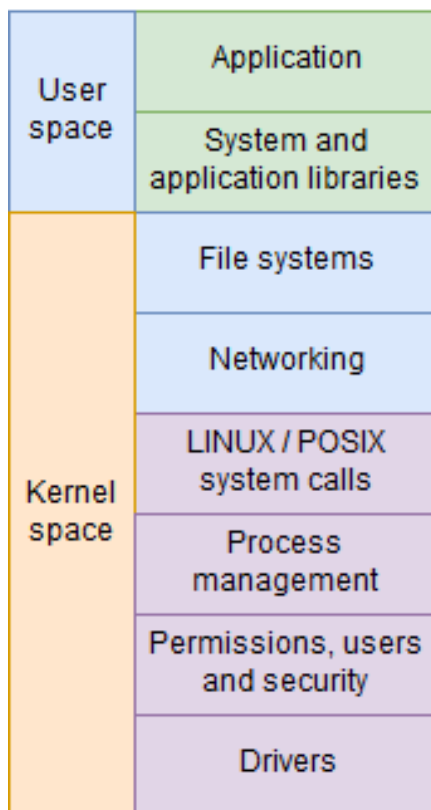 User
space
Application
System and
application libraries
Kernel
space
File systems
Networking
LINUX / POSIX
system calls
Process
management
Permissions, users
and security
Drivers